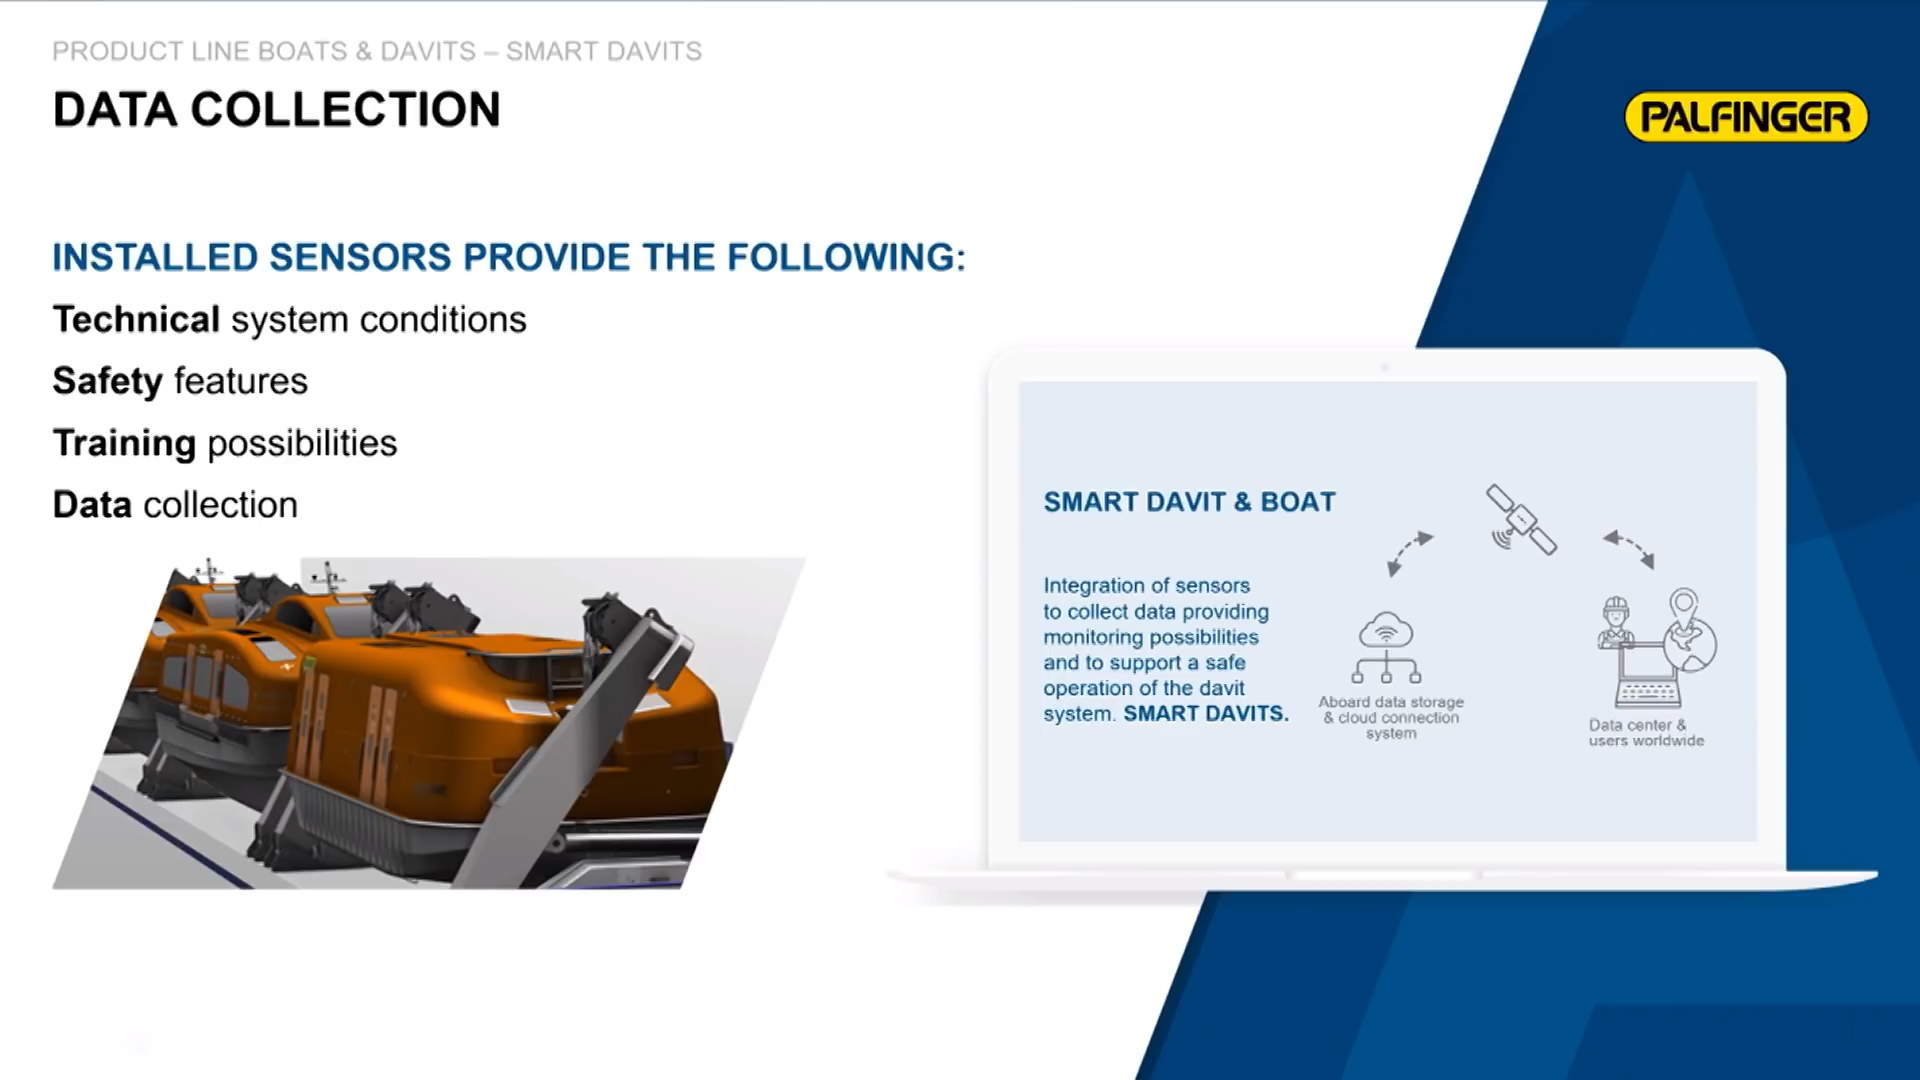 PRODUCT LINE BOATS & DAVITS – SMART DAVITS
DATA COLLECTION
PALFINGER
INSTALLED SENSORS PROVIDE THE FOLLOWING:
Technical system conditions
Safety features
Training possibilities
Data collection
SMART DAVIT & BOAT
Integration of sensors
to collect data providing
monitoring possibilities
and to support a safe
operation of the davit
system. SMART DAVITS.
Aboard data storage
& cloud connection
system
Data center &
users worldwide